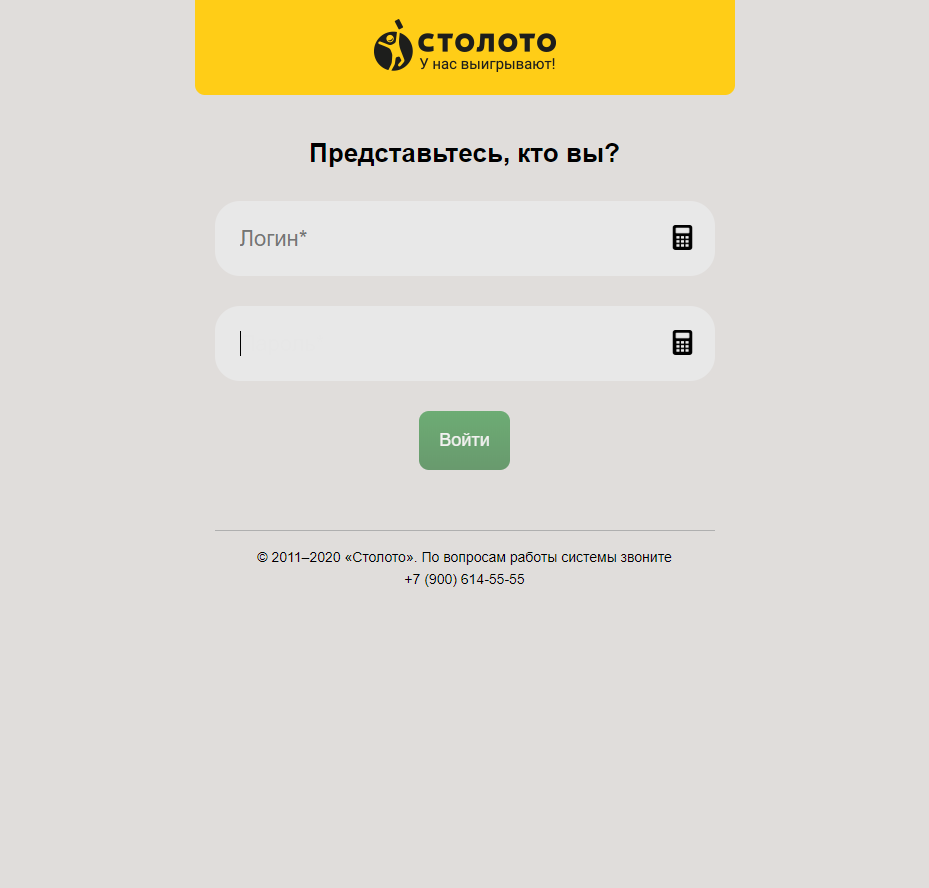 столото
У нас выигрывают!
Представьтесь, кто вы?
Логин*
Войти
© 2011–2020 «Столото». По вопросам работы системы звоните
+7 (900) 614-55-55